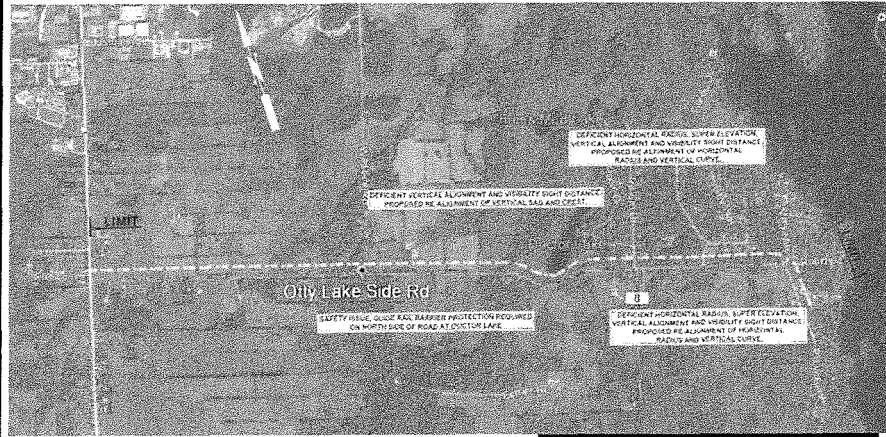 DEFICIENT HORIZONTAL RADIUS, SUPER ELEVATION,
VERTICAL ALIGNMENT AND VISIBILITY SIGHT DISTANCE
PROPOSED RE-ALIGNMENT OF HORIZONTAL
RADIUS AND VERTICAL CURVE.
DEFICIENT VERTICAL ALIGNMENT AND VISIBILITY SIGHT DISTANCE
PROPOSED RE ALIGNMENT OF VERTICAL SAG AND CREST.
LIMIT
Otty Lake Side Rd
8
SAFETY ISSUE, GUIDE RAIL BARRIER PROTECTION REQUIRED
ON NORTH SIDE OF ROAD AT DOCTOR LAKE
DEFICIENT HORIZONTAL RADIUS, SUPER ELEVATION,
VERTICAL ALIGNMENT AND VISIBILITY SIGHT DISTANCE
PROPOSED RE-ALIGNMENT OF HORIZONTAL
RADIUS AND VERTICAL CURVE.